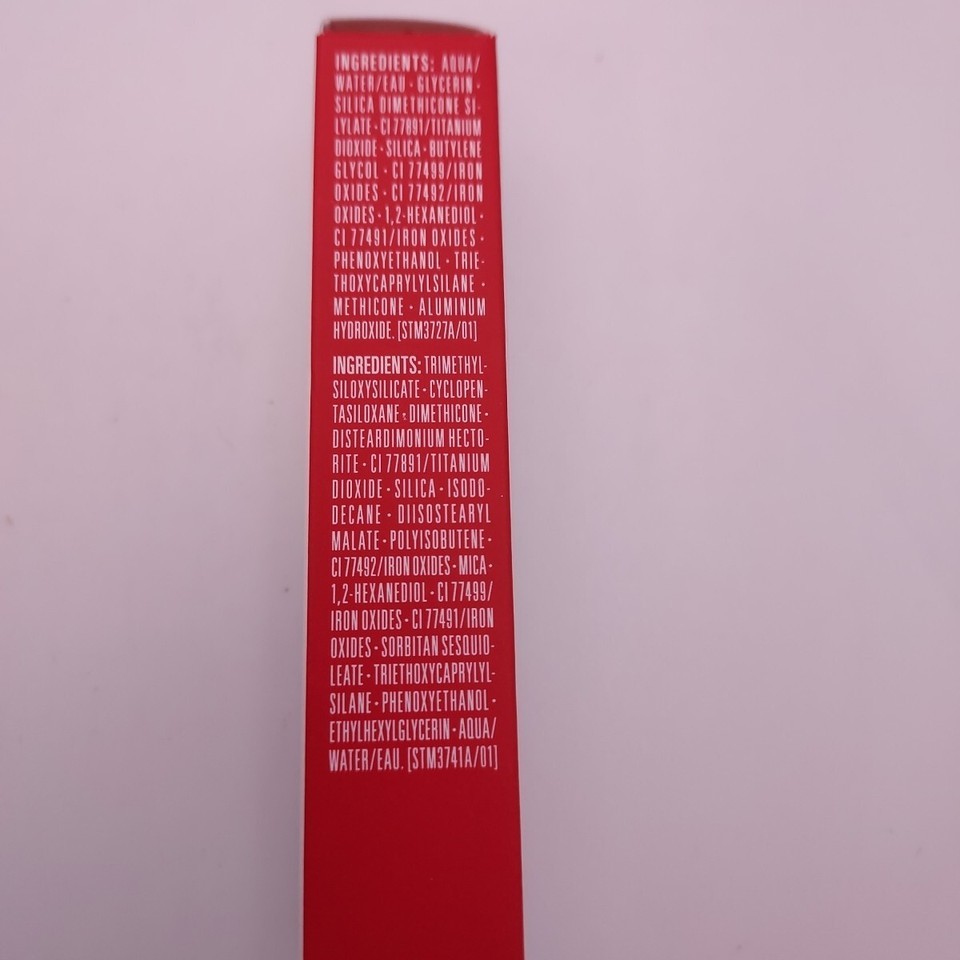 INGREDIENTS: AQUA/
WATER/EAU • GLYCERIN •
SILICA DIMETHICONE SI-
LYLATE • CI 77891/TITANIUM
DIOXIDE • SILICA • BUTYLENE
GLYCOL • CI 77499/IRON
OXIDES • CI 77492/IRON
OXIDES • 1,2-HEXANEDIOL •
CI 77491/IRON OXIDES •
PHENOXYETHANOL • TRIE-
THOXYCAPRYLYLSILANE •
METHICONE • ALUMINUM
HYDROXIDE. [STM3727A/01]
INGREDIENTS: TRIMETHYL-
SILOXYSILICATE • CYCLOPEN-
TASILOXANE • DIMETHICONE •
DISTEARDIMONIUM HECTO-
RITE • CI 77891/TITANIUM
DIOXIDE • SILICA • ISODO-
DECANE • DIISOSTEARYL
MALATE • POLYISOBUTENE •
CI 77492/IRON OXIDES • MICA •
1,2-HEXANEDIOL • CI 77499/
IRON OXIDES • CI 77491/IRON
OXIDES • SORBITAN SESQUIO-
LEATE • TRIETHOXYCAPRYLYL-
SILANE • PHENOXYETHANOL •
ETHYLHEXYLGLYCERIN • AQUA/
WATER/EAU. [STM3741A/01]